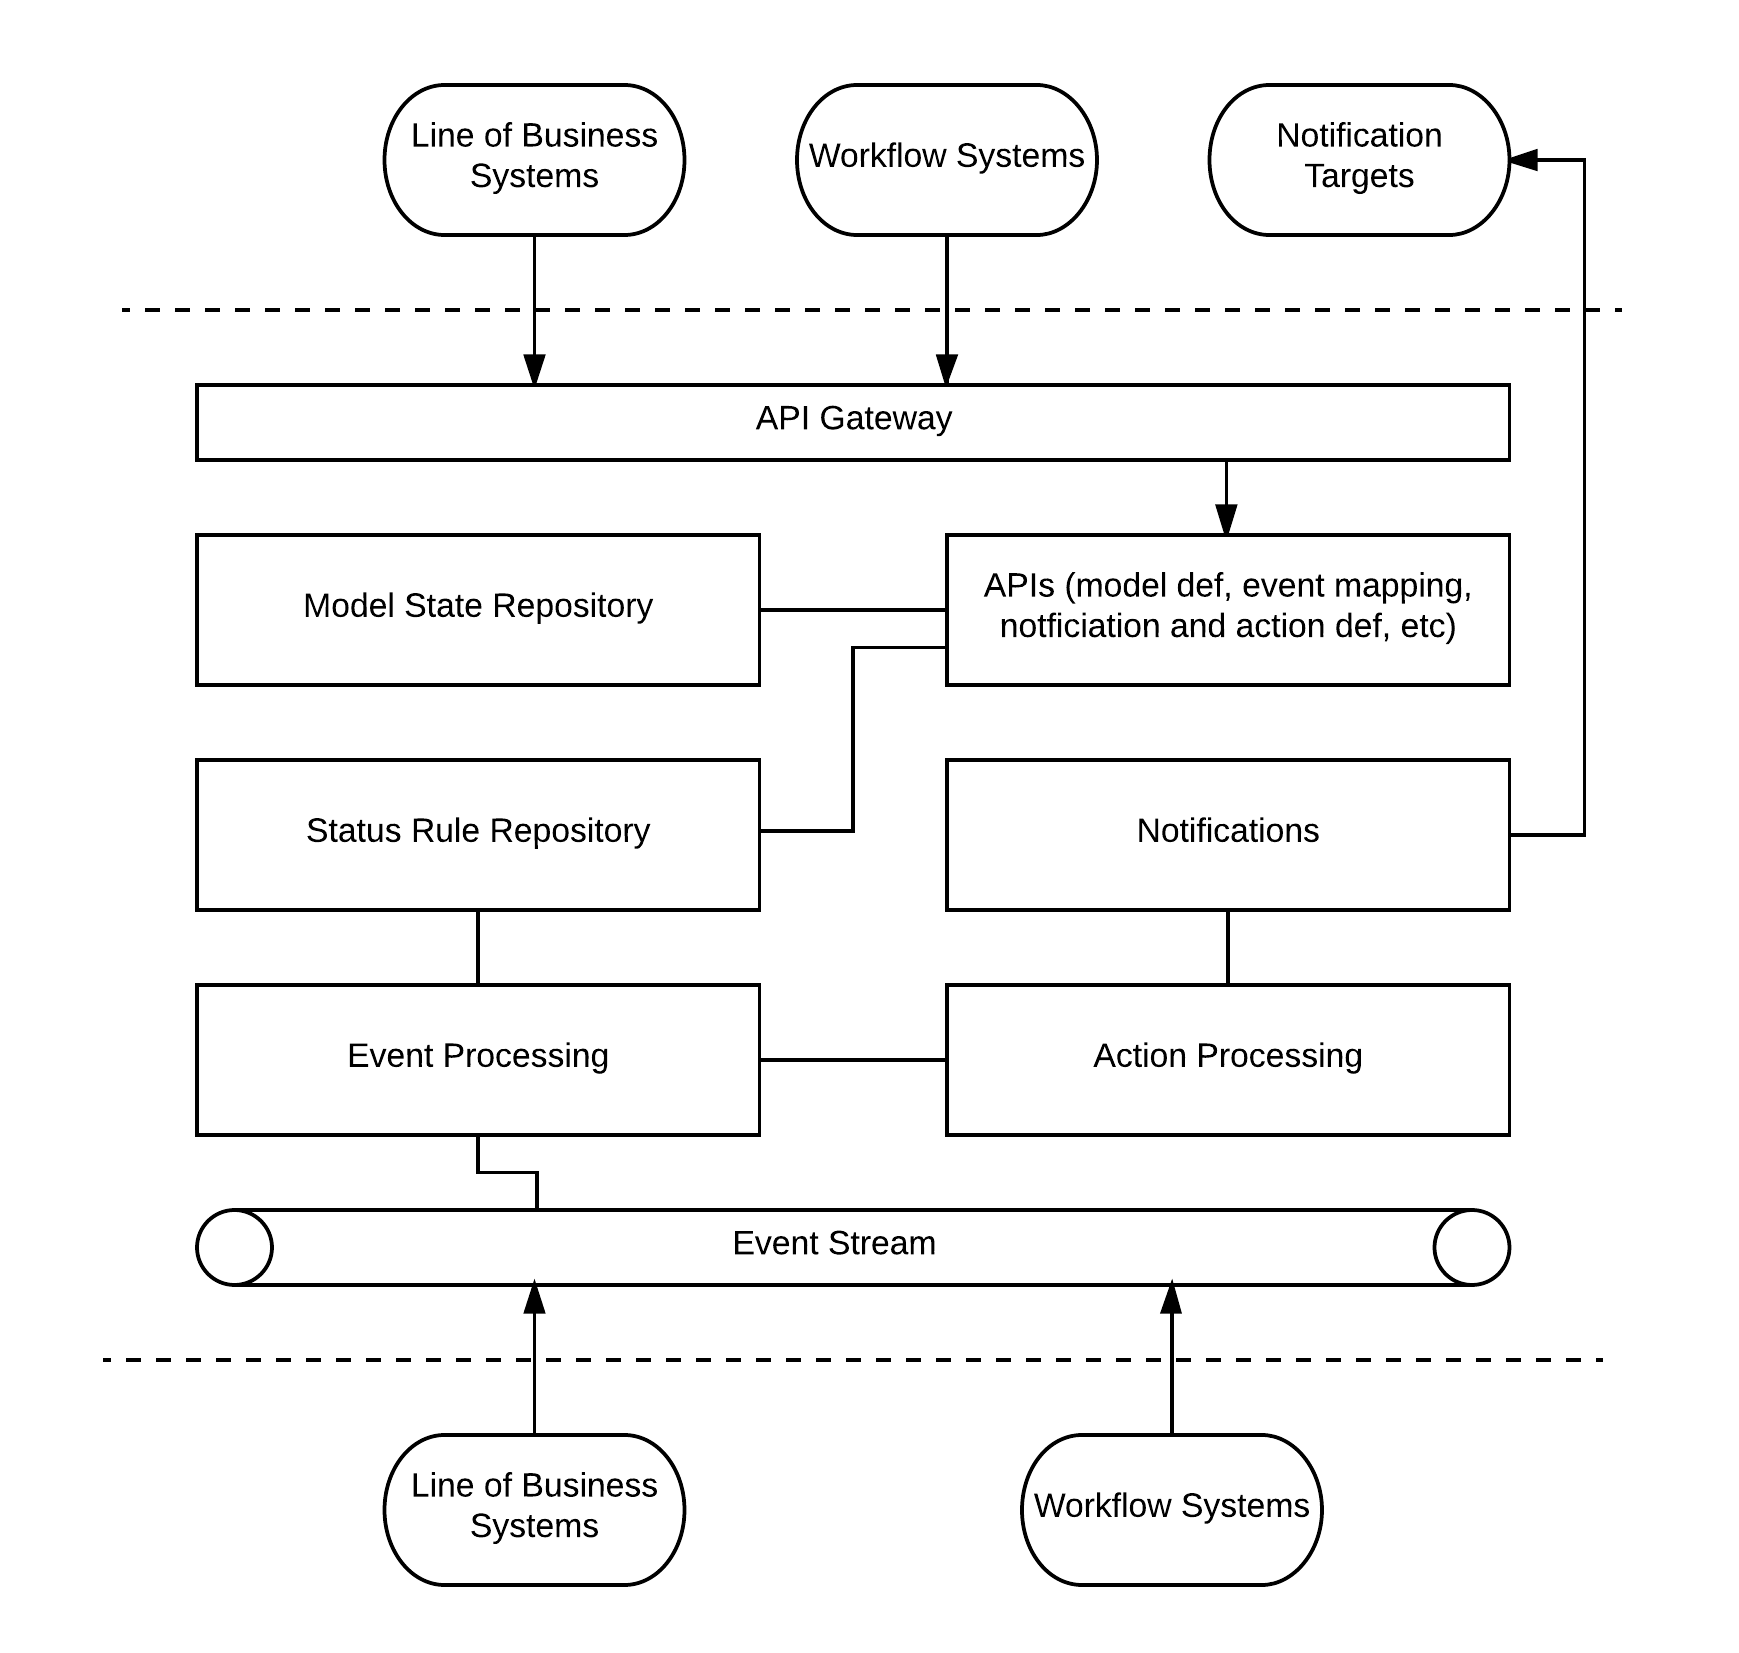 Line of Business
Systems
Workflow Systems
Notification
Targets
API Gateway
Model State Repository
APIs (model def, event mapping,
notficiation and action def, etc)
Status Rule Repository
Notifications
Event Processing
Action Processing
Event Stream
Line of Business
Systems
Workflow Systems